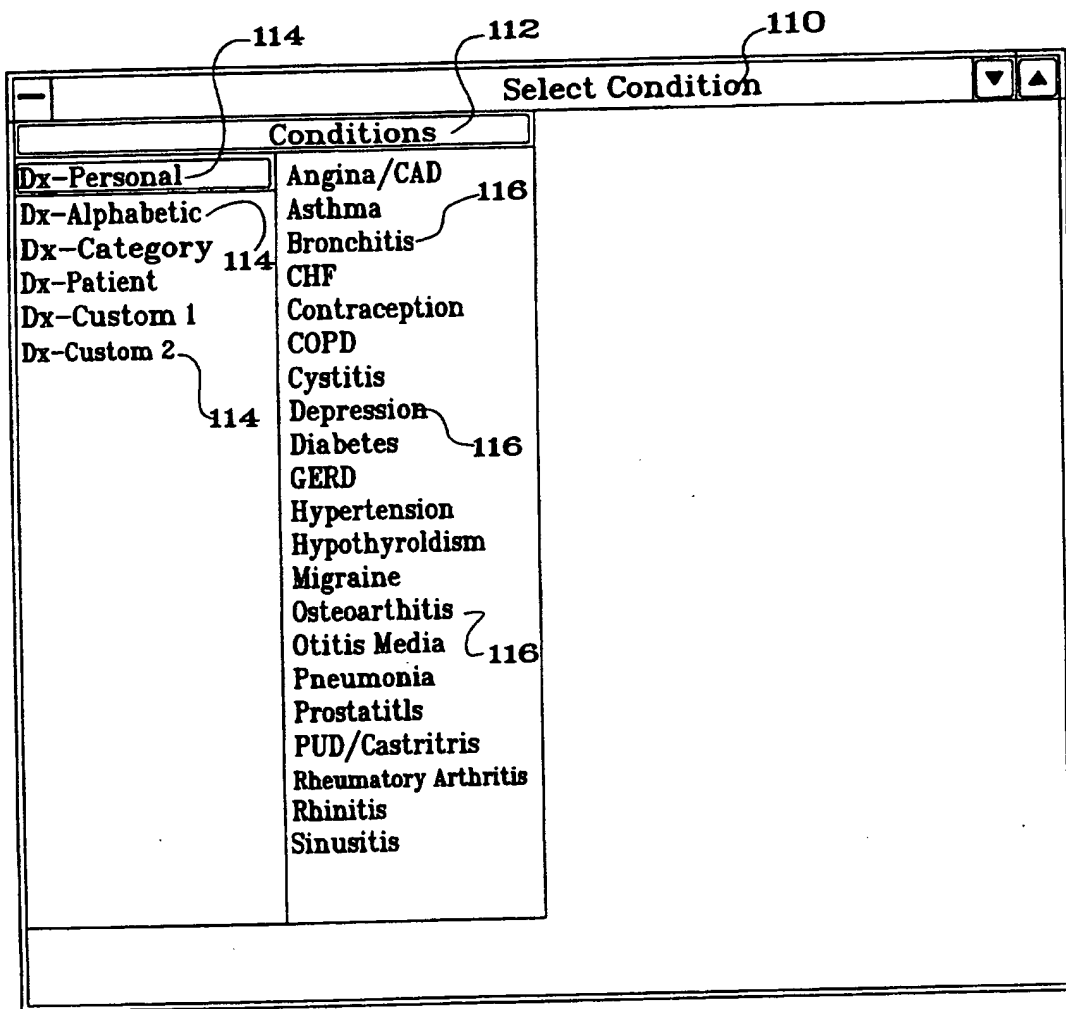 114 112 110
Select Condition
Conditions
Dx-Personal
Dx-Alphabetic
Dx-Category 114
Dx-Patient
Dx-Custom 1
Dx-Custom 2
114
Angina/CAD
116
Asthma
Bronchitis
CHF
Contraception
COPD
Cystitis
Depression
Diabetes 116
GERD
Hypertension
Hypothyroldism
Migraine
Osteoarthitis
Otitis Media 116
Pneumonia
Prostatitls
PUD/Castritris
Rheumatory Arthritis
Rhinitis
Sinusitis